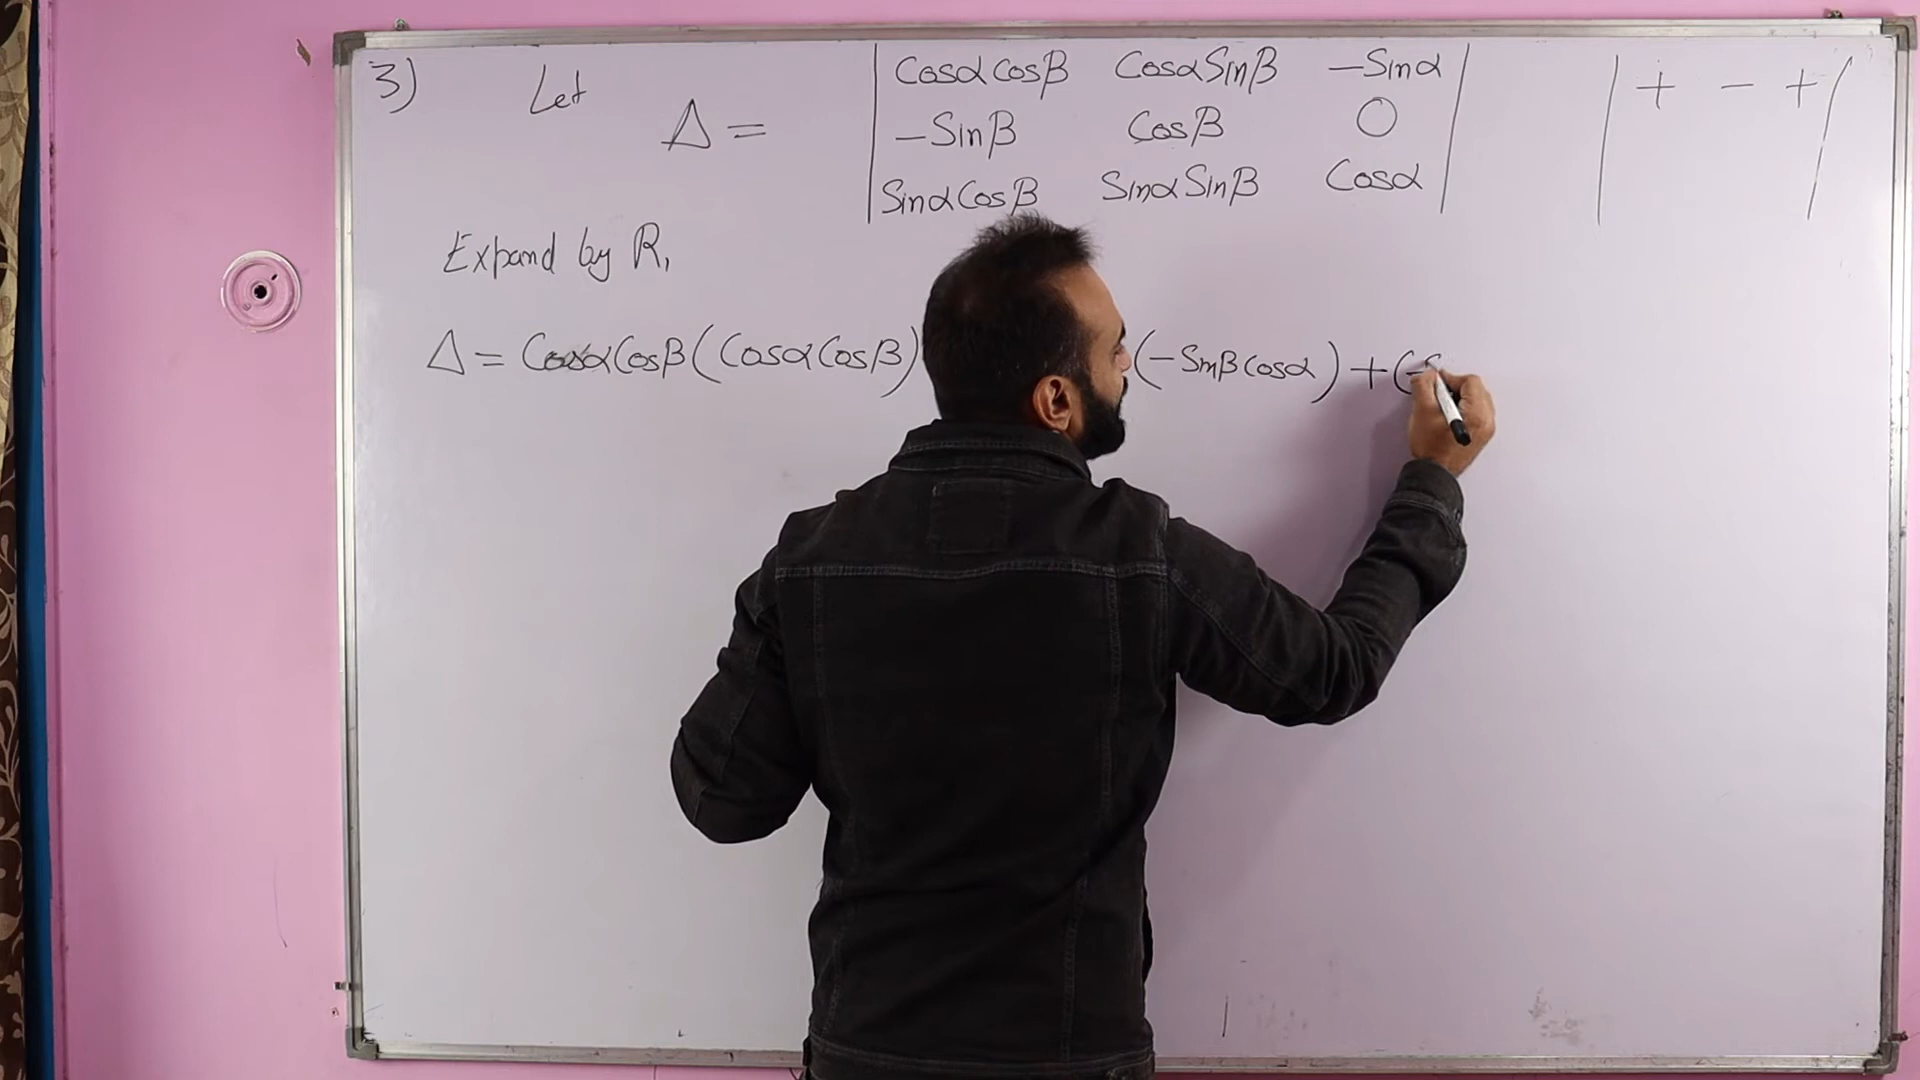 3) Let Δ = | Cosα cosβ Cosα Sinβ -Sinα | | + - + |
-Sinβ Cosβ 0
Sinα Cosβ Sinα Sinβ Cosα
Expand by R₁
Δ = Cosα Cosβ (Cosα Cosβ) (-Sinβ Cosα) + (-S